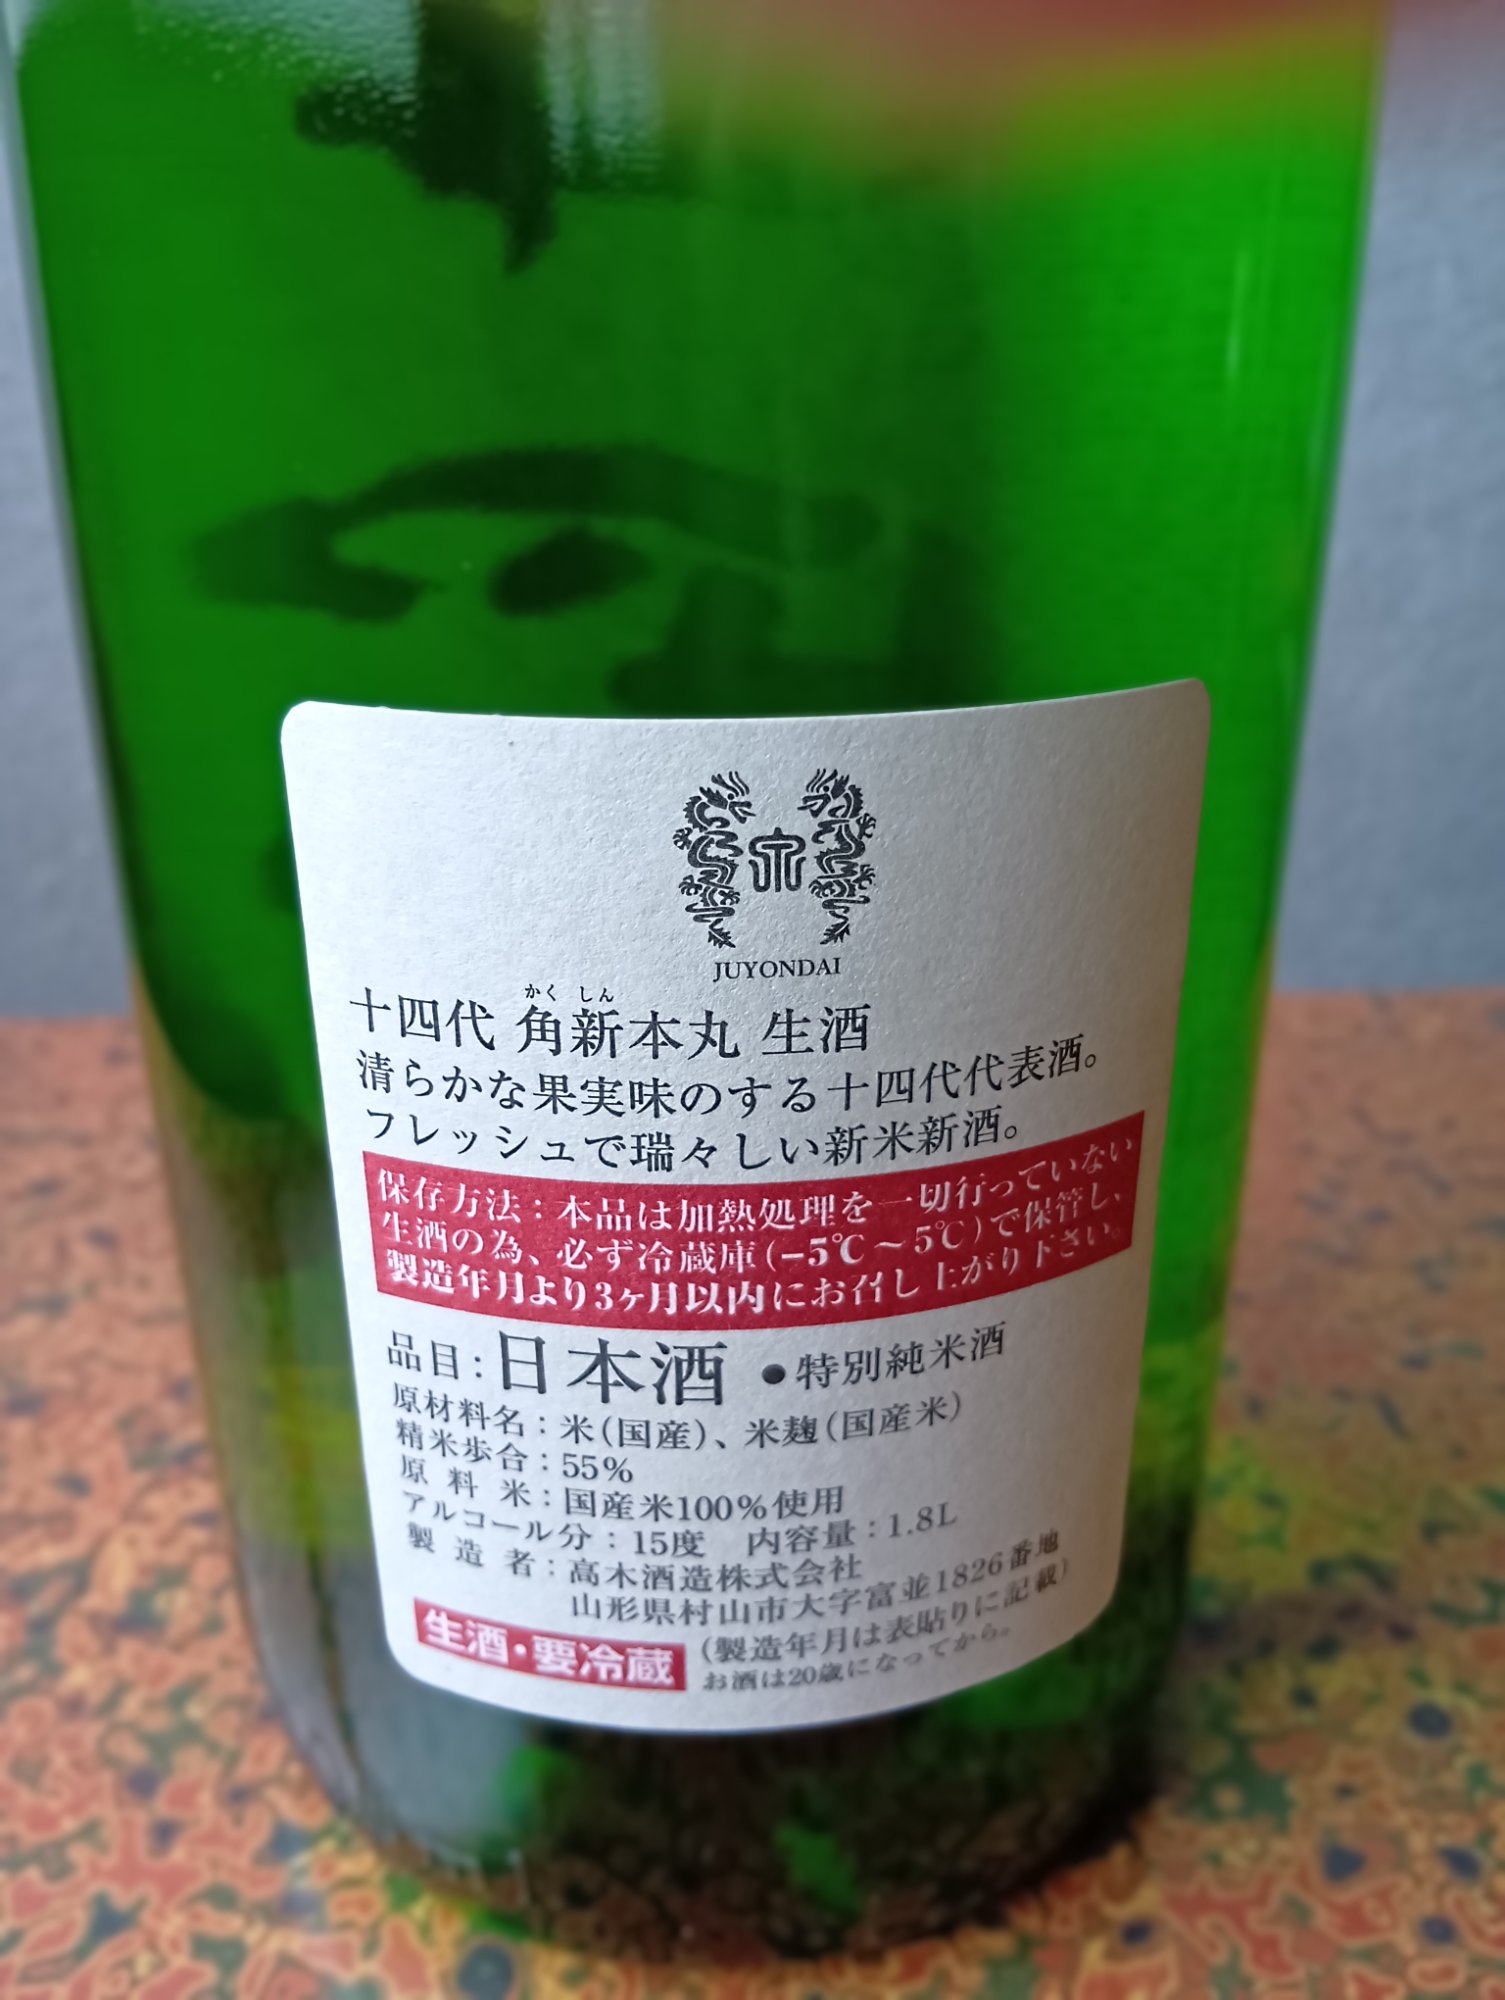 JUYONDAI
かくしん
十四代 角新本丸 生酒
清らかな果実味のする十四代代表酒。
フレッシュで瑞々しい新米新酒。
保存方法：本品は加熱処理を一切行っていない
生酒の為、必ず冷蔵庫(−5℃～5℃)で保管し、
製造年月より3ヶ月以内にお召し上がり下さい。
品目：日本酒 ●特別純米酒
原材料名：米(国産)、米麹(国産米)
精米歩合：55%
原料米：国産米100%使用
アルコール分：15度 内容量：1.8L
製造者：高木酒造株式会社
山形県村山市大字富並1826番地
生酒・要冷蔵
(製造年月は表貼りに記載)
お酒は20歳になってから。